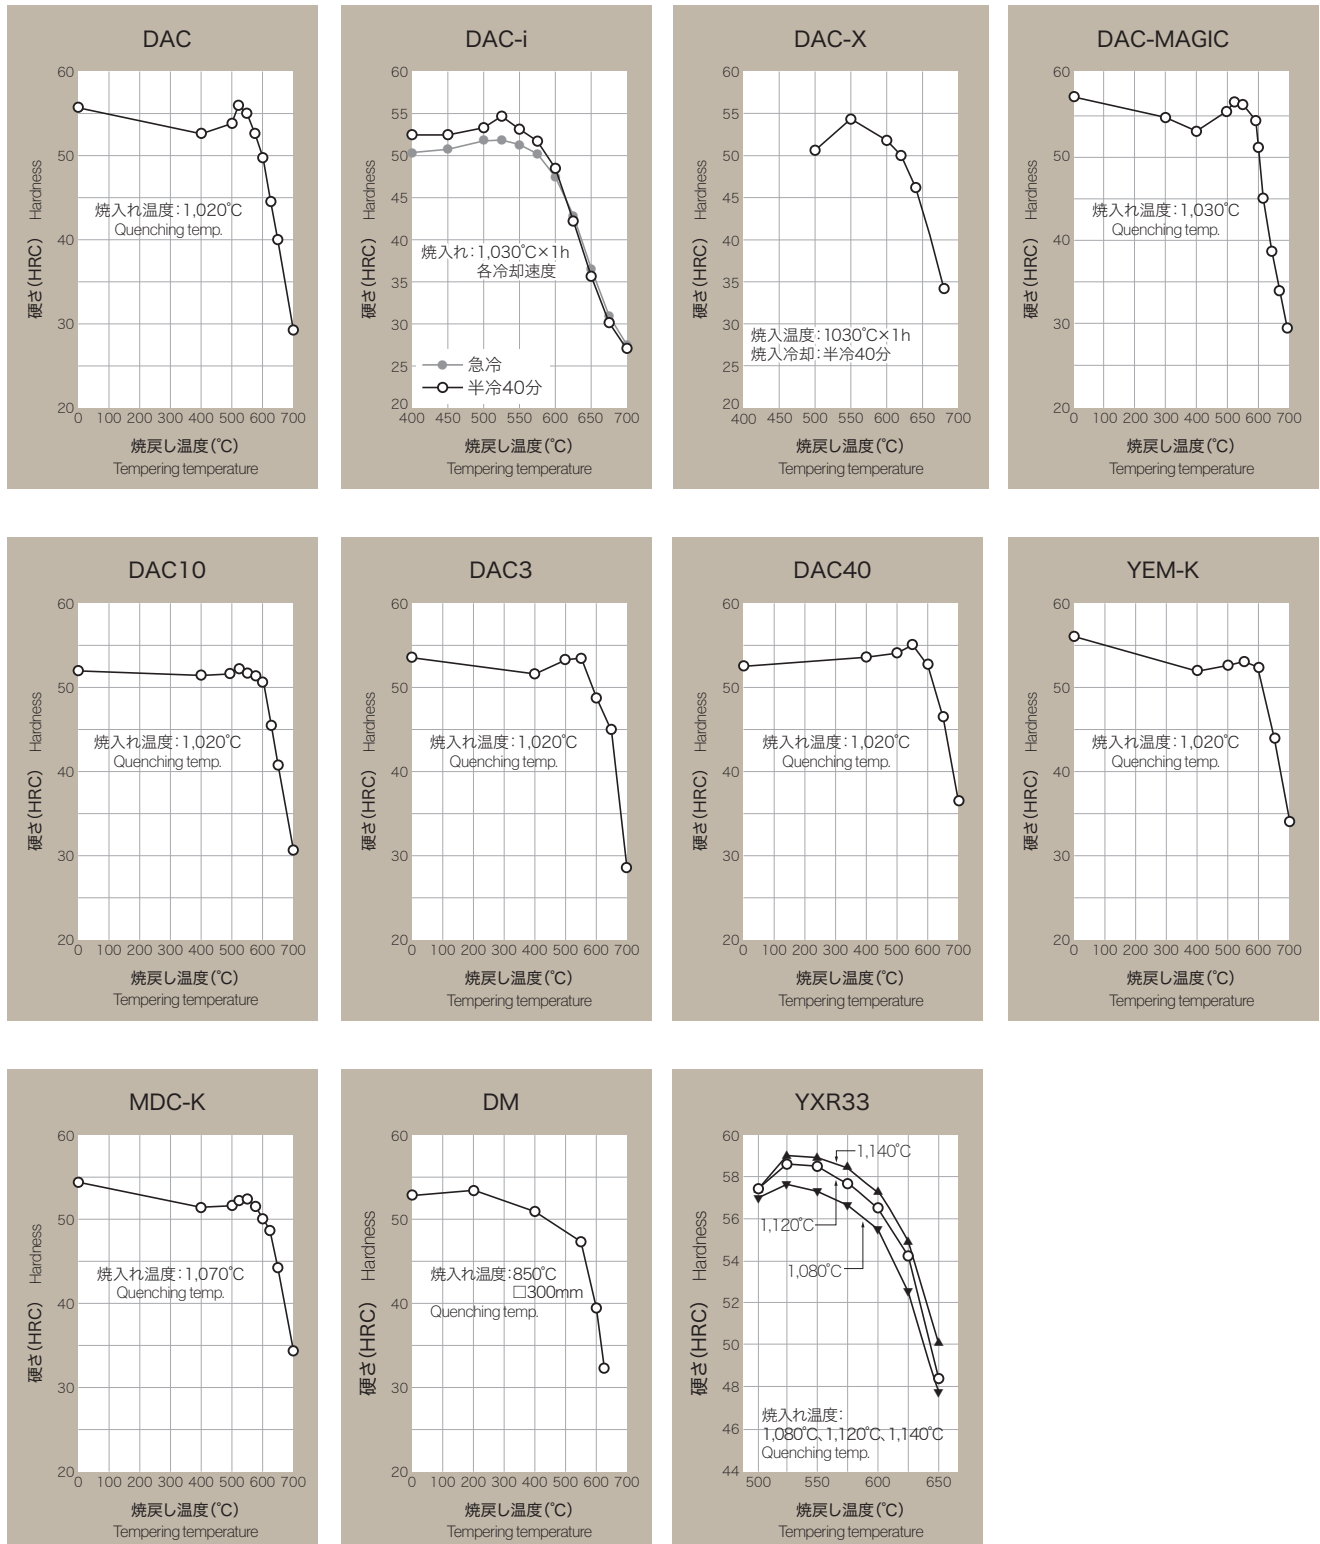 DAC
60
50
40
30
20
0 100 200 300 400 500 600 700
硬さ(HRC) Hardness
焼入れ温度:1,020℃
Quenching temp.
焼戻し温度(℃)
Tempering temperature
DAC-i
60
55
50
45
40
35
30
25
20
400 450 500 550 600 650 700
硬さ(HRC) Hardness
焼入れ:1,030℃×1h
各冷却速度
急冷
半冷40分
焼戻し温度(℃)
Tempering temperature
DAC-X
60
55
50
45
40
35
30
25
20
400 450 500 550 600 650 700
硬さ(HRC) Hardness
焼入温度:1030℃×1h
焼入冷却:半冷40分
焼戻し温度(℃)
Tempering temperature
DAC-MAGIC
60
50
40
30
20
0 100 200 300 400 500 600 700
硬さ(HRC) Hardness
焼入れ温度:1,030℃
Quenching temp.
焼戻し温度(℃)
Tempering temperature
DAC10
60
50
40
30
20
0 100 200 300 400 500 600 700
硬さ(HRC) Hardness
焼入れ温度:1,020℃
Quenching temp.
焼戻し温度(℃)
Tempering temperature
DAC3
60
50
40
30
20
0 100 200 300 400 500 600 700
硬さ(HRC) Hardness
焼入れ温度:1,020℃
Quenching temp.
焼戻し温度(℃)
Tempering temperature
DAC40
60
50
40
30
20
0 100 200 300 400 500 600 700
硬さ(HRC) Hardness
焼入れ温度:1,020℃
Quenching temp.
焼戻し温度(℃)
Tempering temperature
YEM-K
60
50
40
30
20
0 100 200 300 400 500 600 700
硬さ(HRC) Hardness
焼入れ温度:1,020℃
Quenching temp.
焼戻し温度(℃)
Tempering temperature
MDC-K
60
50
40
30
20
0 100 200 300 400 500 600 700
硬さ(HRC) Hardness
焼入れ温度:1,070℃
Quenching temp.
焼戻し温度(℃)
Tempering temperature
DM
60
50
40
30
20
0 100 200 300 400 500 600 700
硬さ(HRC) Hardness
焼入れ温度:850℃
□300mm
Quenching temp.
焼戻し温度(℃)
Tempering temperature
YXR33
60
58
56
54
52
50
48
46
44
500 550 600 650
硬さ(HRC) Hardness
1,140℃
1,120℃
1,080℃
焼入れ温度:
1,080℃、1,120℃、1,140℃
Quenching temp.
焼戻し温度(℃)
Tempering temperature